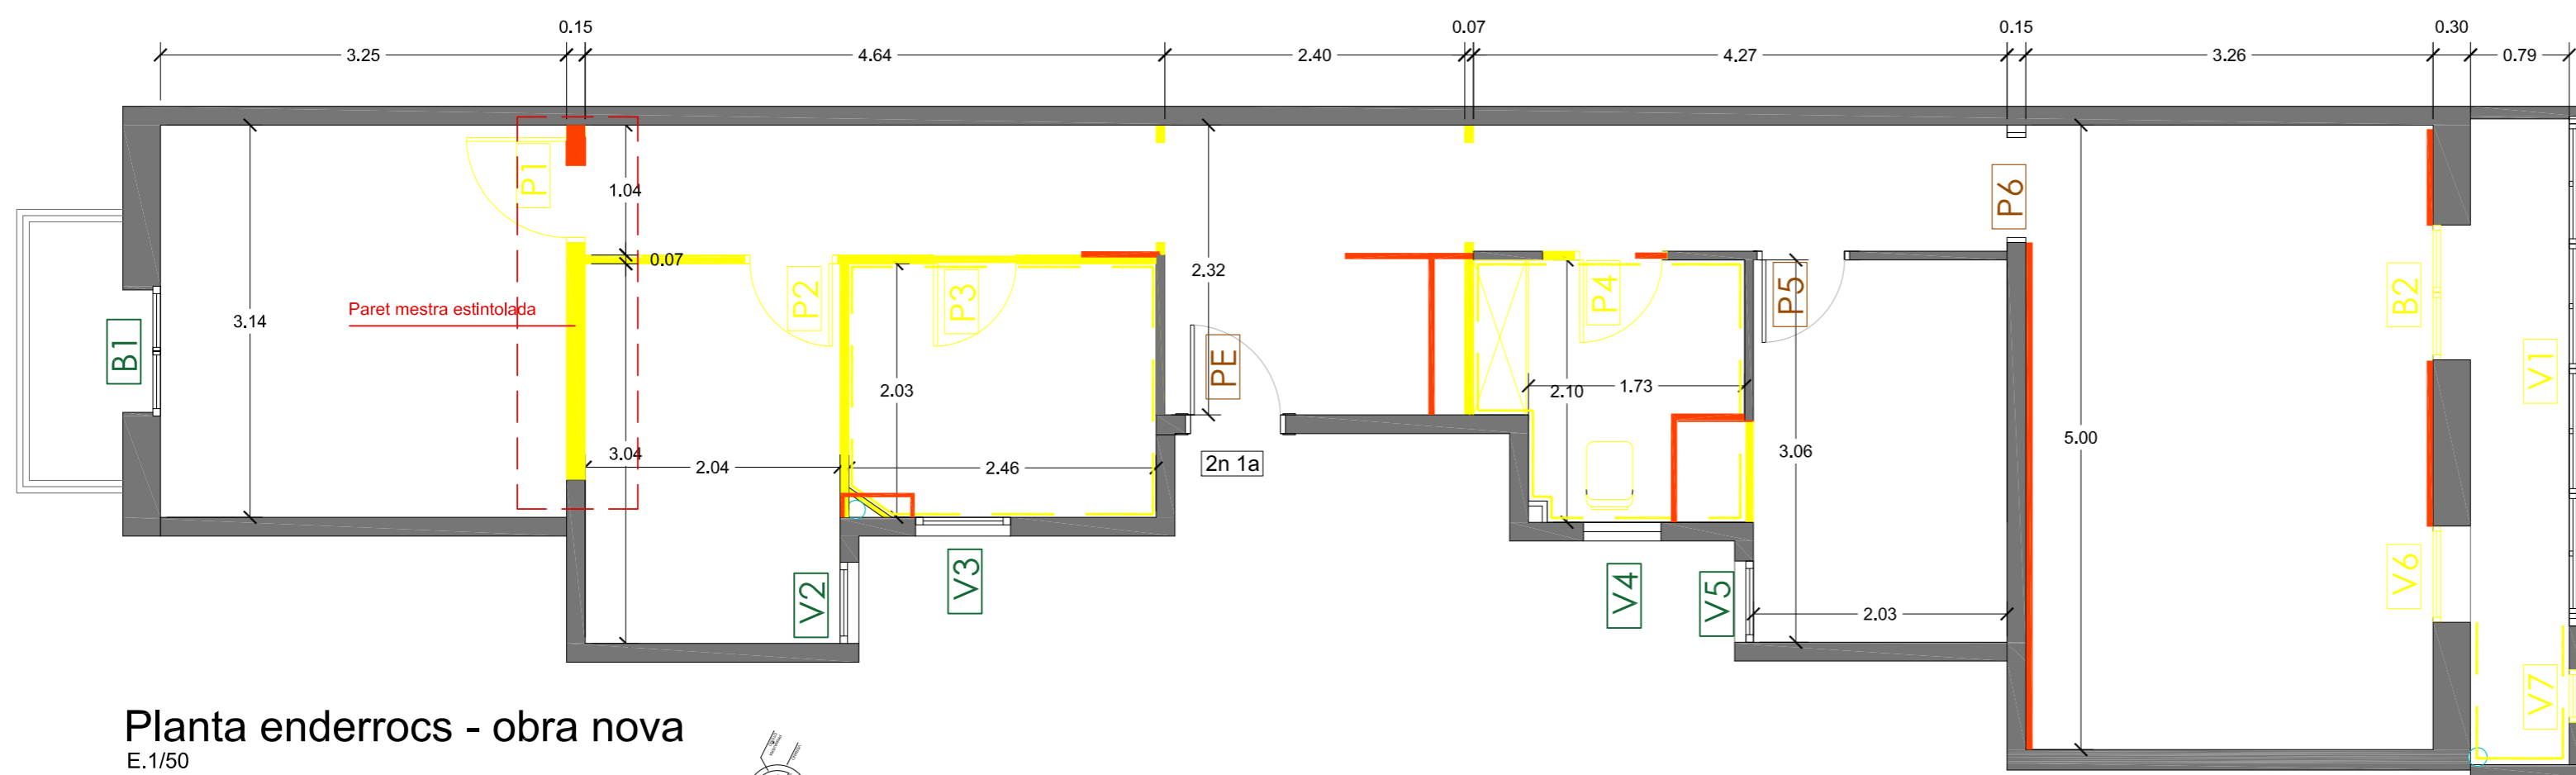 0.15
0.07
0.15
0.30
3.25
4.64
2.40
4.27
3.26
0.79
P1
1.04
P6
0.07
2.32
P2
P3
P4
P5
B2
Paret mestra estintolada
3.14
B1
PE
V1
2.03
2.10
1.73
3.04
2.04
2.46
2n 1a
3.06
5.00
V2
V3
V4
V5
V6
2.03
V7
Planta enderrocs - obra nova
E.1/50